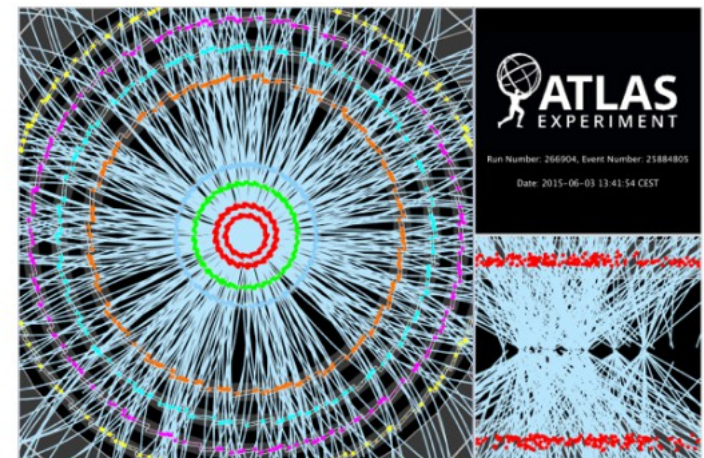 ATLAS
EXPERIMENT
Run Number: 266904, Event Number: 25884805
Date: 2015-06-03 13:41:54 CEST